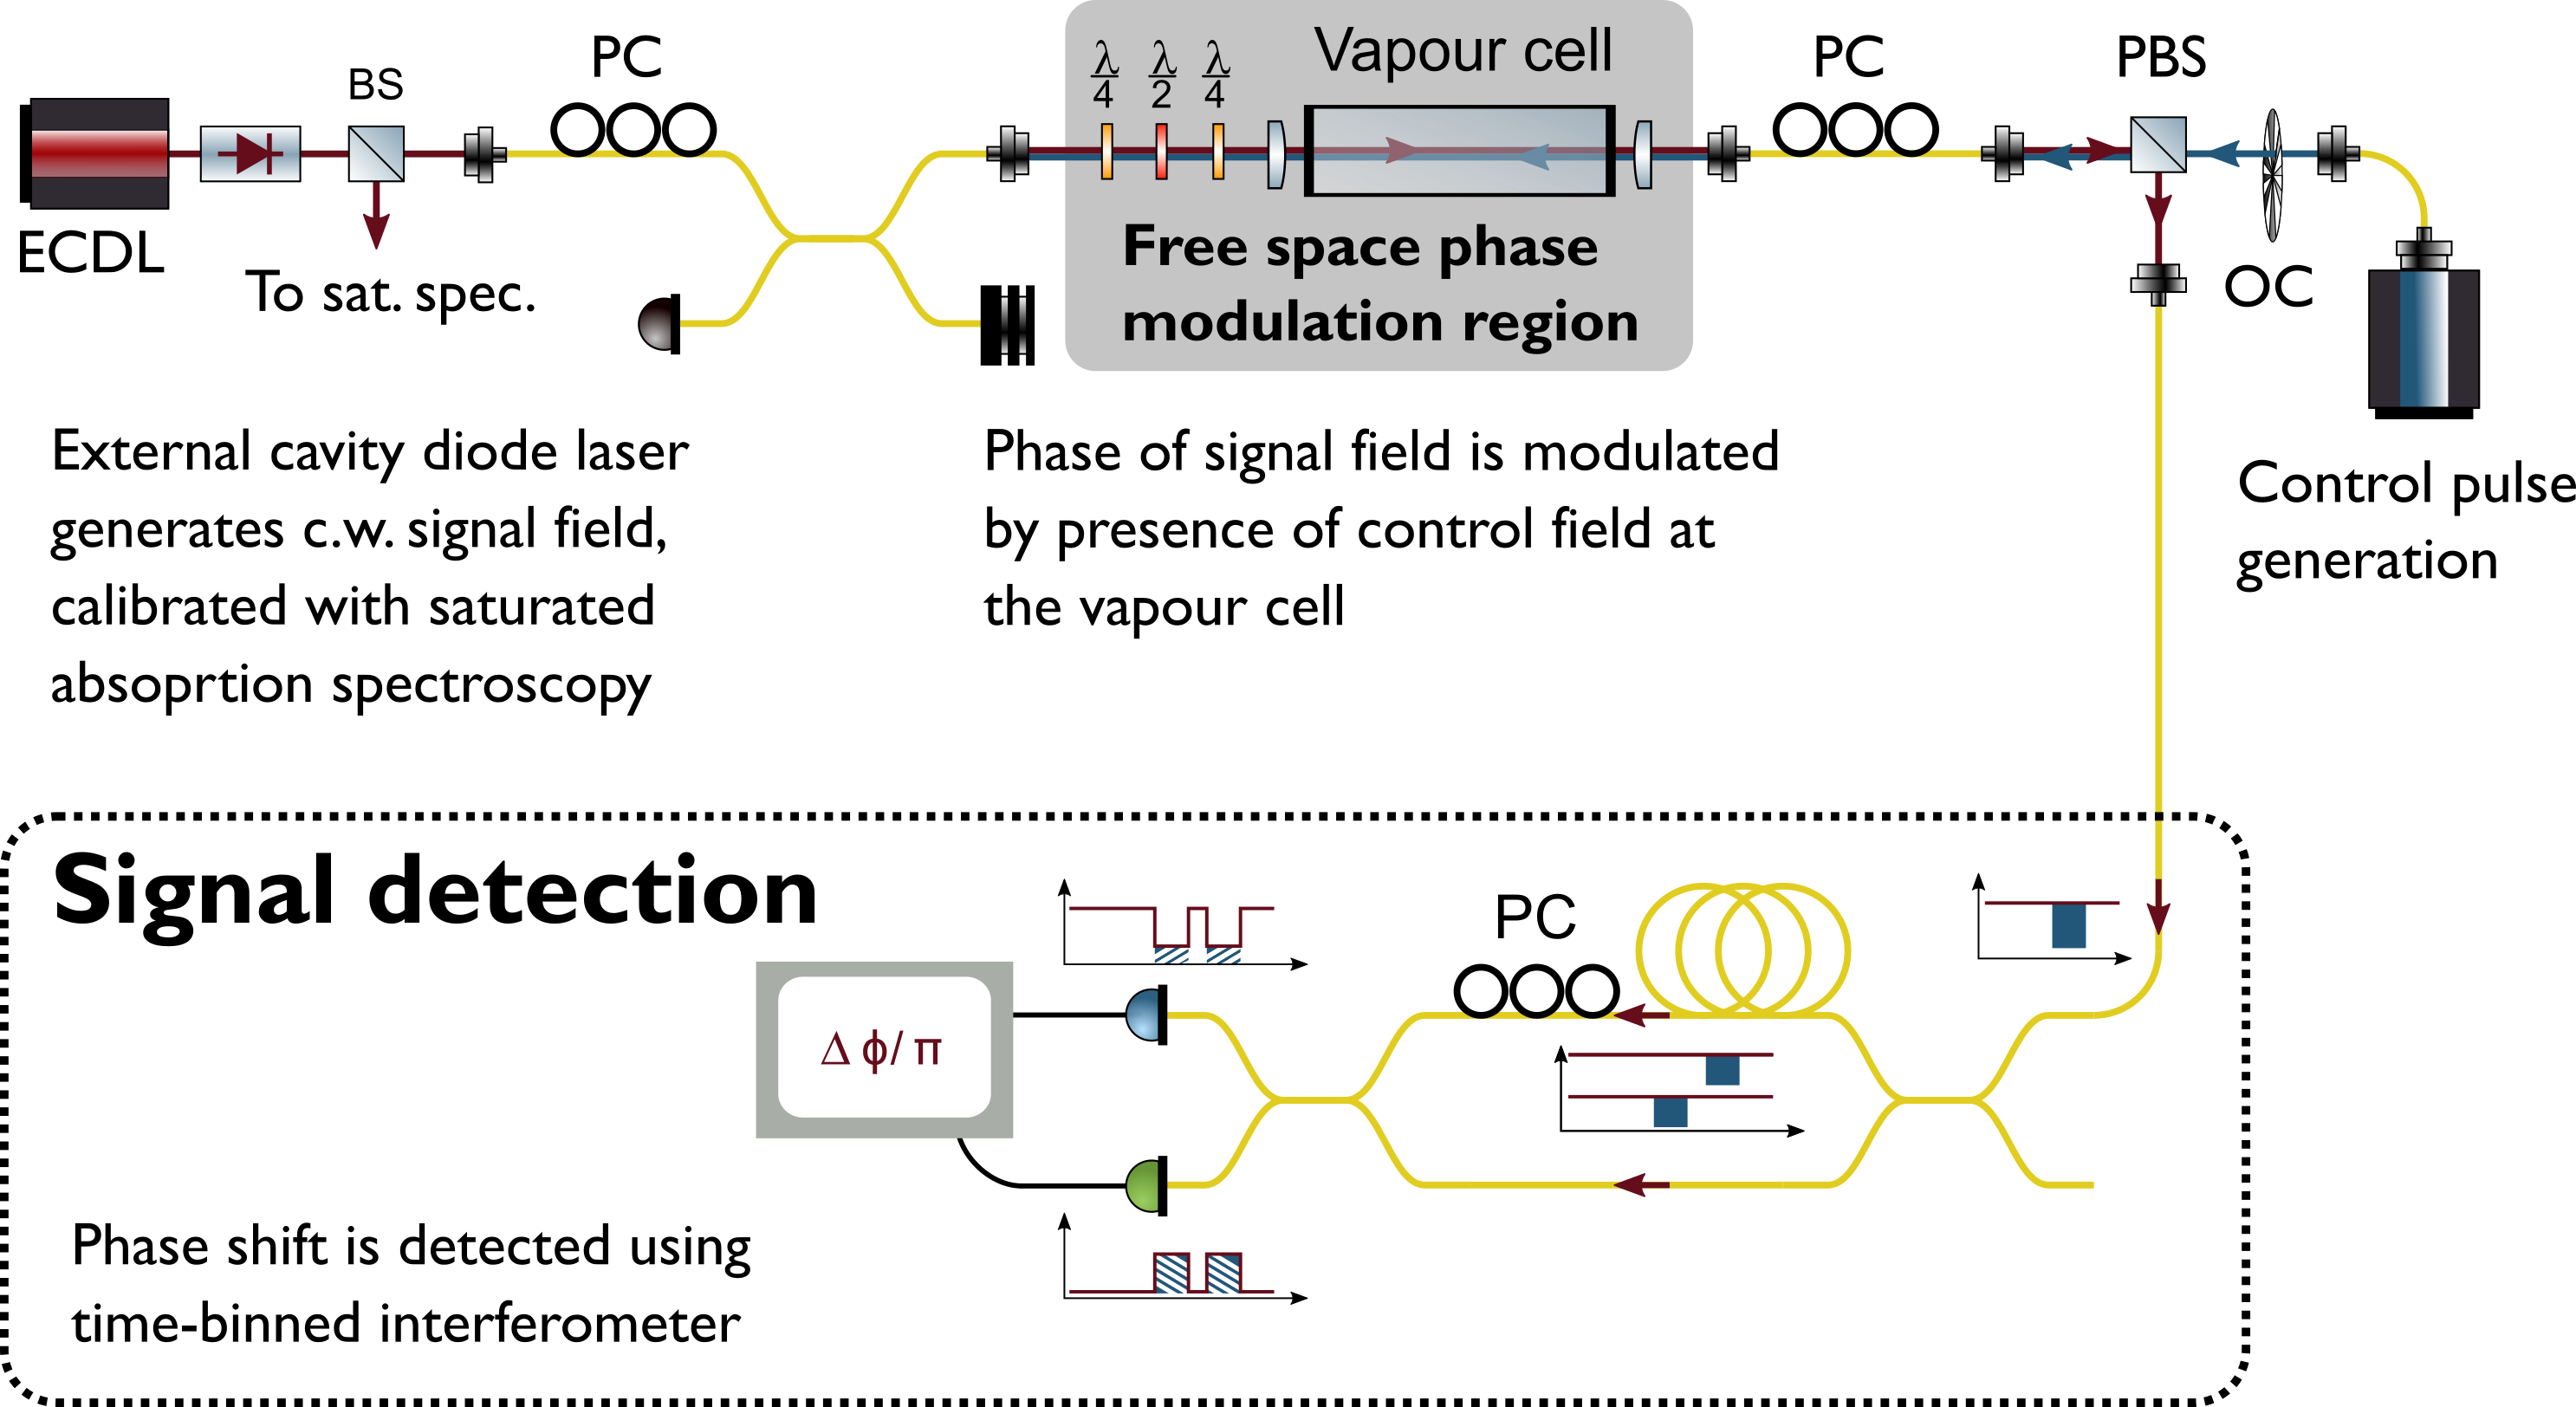 PC
BS
ECDL
To sat. spec.
λ/4 λ/2 λ/4
Vapour cell
Free space phase
modulation region
PC
PBS
OC
External cavity diode laser
generates c.w. signal field,
calibrated with saturated
absoprtion spectroscopy
Phase of signal field is modulated
by presence of control field at
the vapour cell
Control pulse
generation
Signal detection
PC
Δ ϕ/ π
Phase shift is detected using
time-binned interferometer